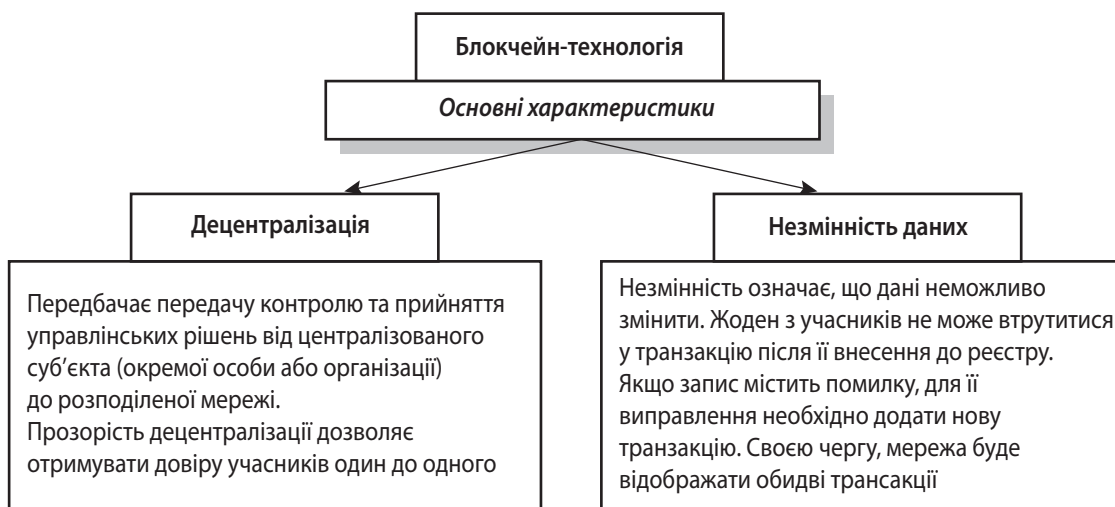 Блокчейн-технологія
Основні характеристики
Децентралізація
Передбачає передачу контролю та прийняття
управлінських рішень від централізованого
суб’єкта (окремої особи або організації)
до розподіленої мережі.
Прозорість децентралізації дозволяє
отримувати довіру учасників один до одного
Незмінність даних
Незмінність означає, що дані неможливо
змінити. Жоден з учасників не може втрутитися
у транзакцію після її внесення до реєстру.
Якщо запис містить помилку, для її
виправлення необхідно додати нову
транзакцію. Своєю чергу, мережа буде
відображати обидві трансакції